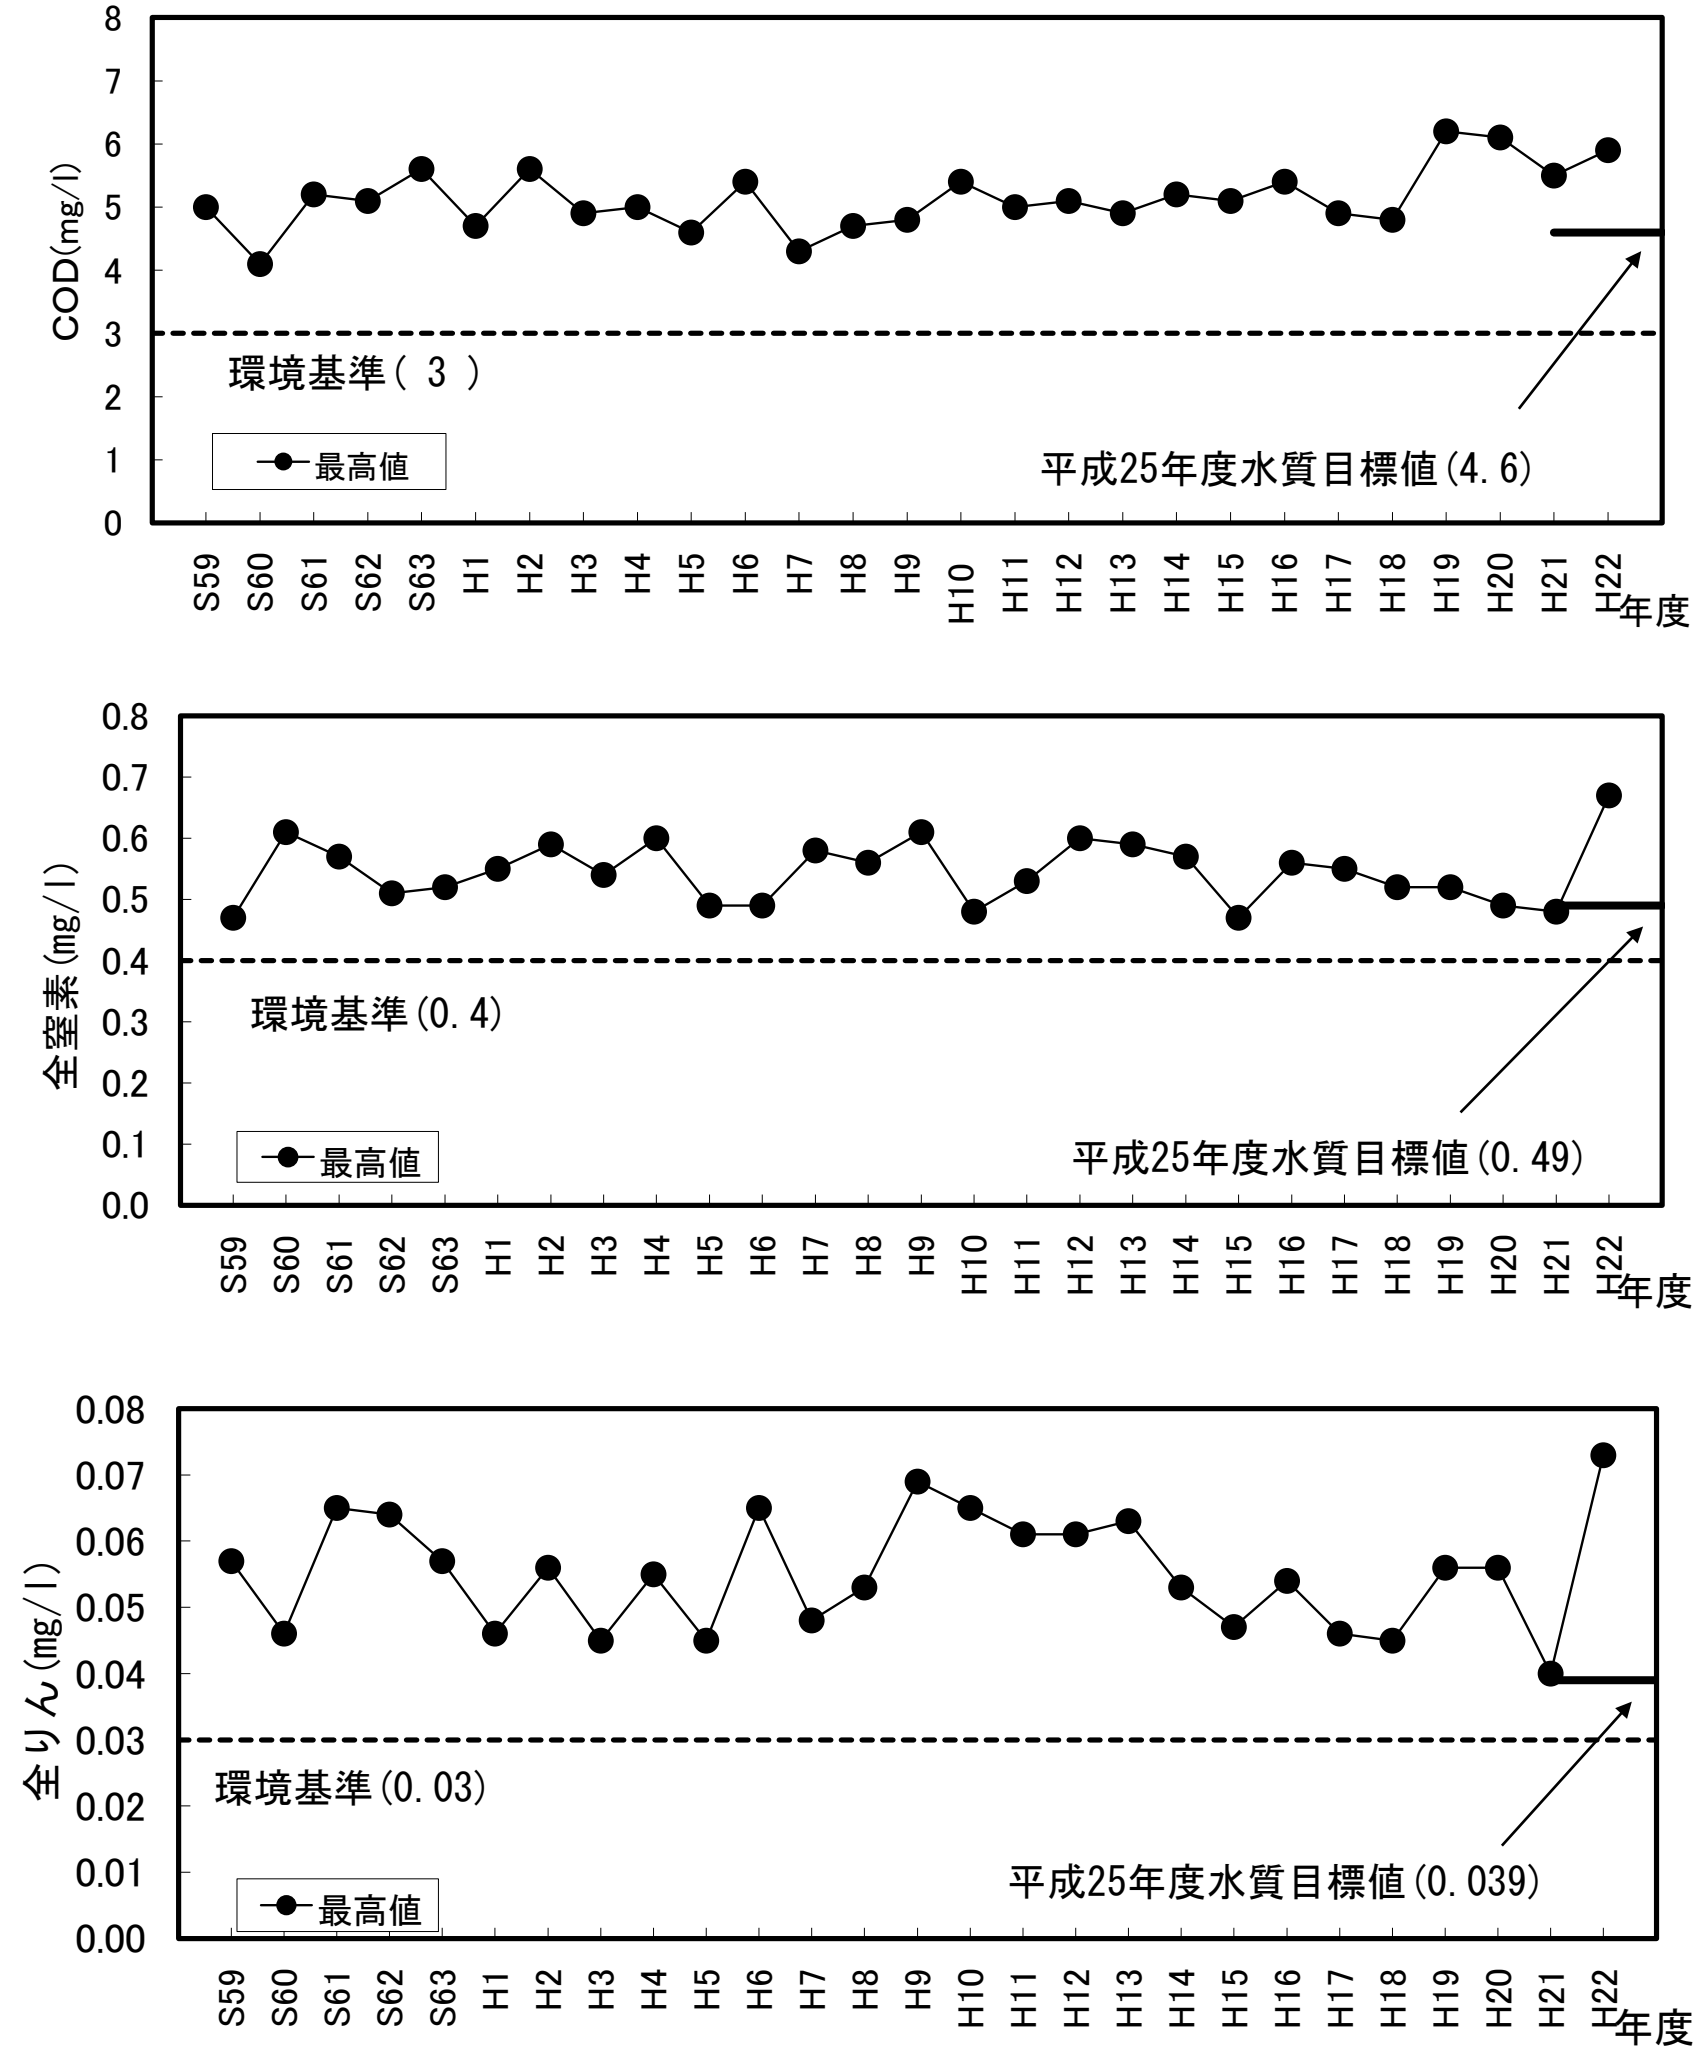 8
7
6
5
4
3
2
1
0
COD(mg/l)
環境基準( 3 )
最高値
平成25年度水質目標値(4.6)
S59 S60 S61 S62 S63 H1 H2 H3 H4 H5 H6 H7 H8 H9 H10 H11 H12 H13 H14 H15 H16 H17 H18 H19 H20 H21 H22
年度
0.8
0.7
0.6
0.5
0.4
0.3
0.2
0.1
0.0
全窒素(mg/l)
環境基準(0.4)
最高値
平成25年度水質目標値(0.49)
S59 S60 S61 S62 S63 H1 H2 H3 H4 H5 H6 H7 H8 H9 H10 H11 H12 H13 H14 H15 H16 H17 H18 H19 H20 H21 H22
年度
0.08
0.07
0.06
0.05
0.04
0.03
0.02
0.01
0.00
全りん(mg/l)
環境基準(0.03)
最高値
平成25年度水質目標値(0.039)
S59 S60 S61 S62 S63 H1 H2 H3 H4 H5 H6 H7 H8 H9 H10 H11 H12 H13 H14 H15 H16 H17 H18 H19 H20 H21 H22
年度